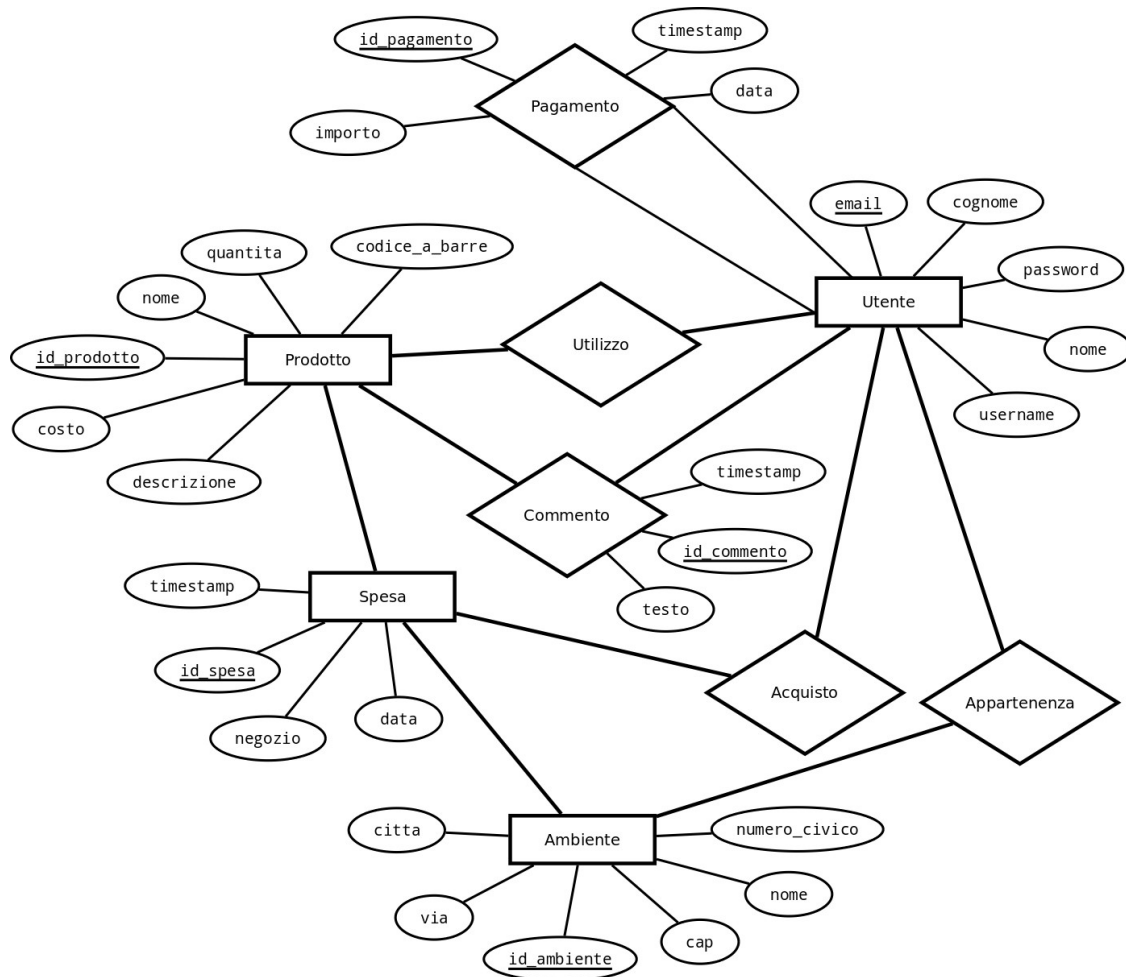 id_pagamento
timestamp
data
Pagamento
importo
email
cognome
password
Utente
nome
username
quantita
codice_a_barre
nome
Prodotto
id_prodotto
costo
descrizione
Utilizzo
timestamp
Commento
id_commento
testo
timestamp
Spesa
id_spesa
negozio
data
Acquisto
Appartenenza
citta
Ambiente
numero_civico
via
nome
cap
id_ambiente